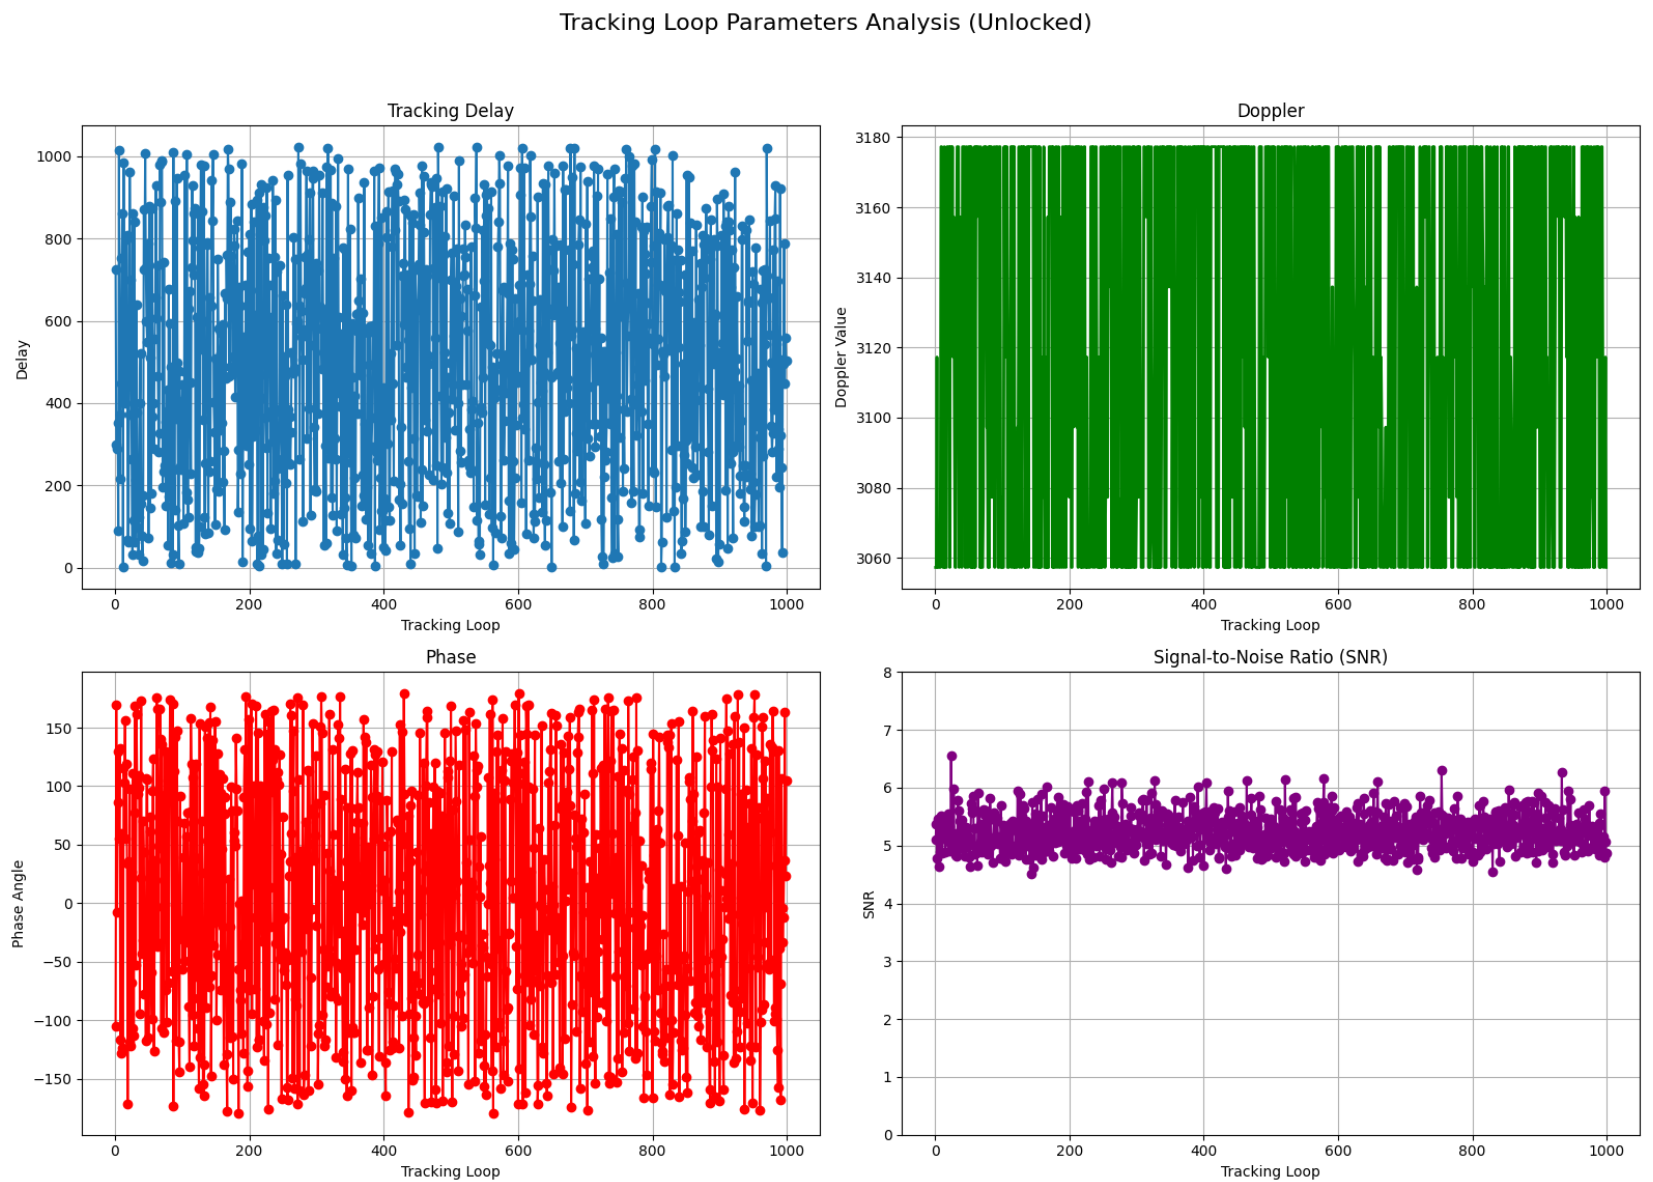 Tracking Loop Parameters Analysis (Unlocked)
Tracking Delay
Delay
1000
800
600
400
200
0
0 200 400 600 800 1000
Tracking Loop
Doppler
Doppler Value
3180
3160
3140
3120
3100
3080
3060
0 200 400 600 800 1000
Tracking Loop
Phase
Phase Angle
150
100
50
0
−50
−100
−150
0 200 400 600 800 1000
Tracking Loop
Signal-to-Noise Ratio (SNR)
SNR
8
7
6
5
4
3
2
1
0
0 200 400 600 800 1000
Tracking Loop